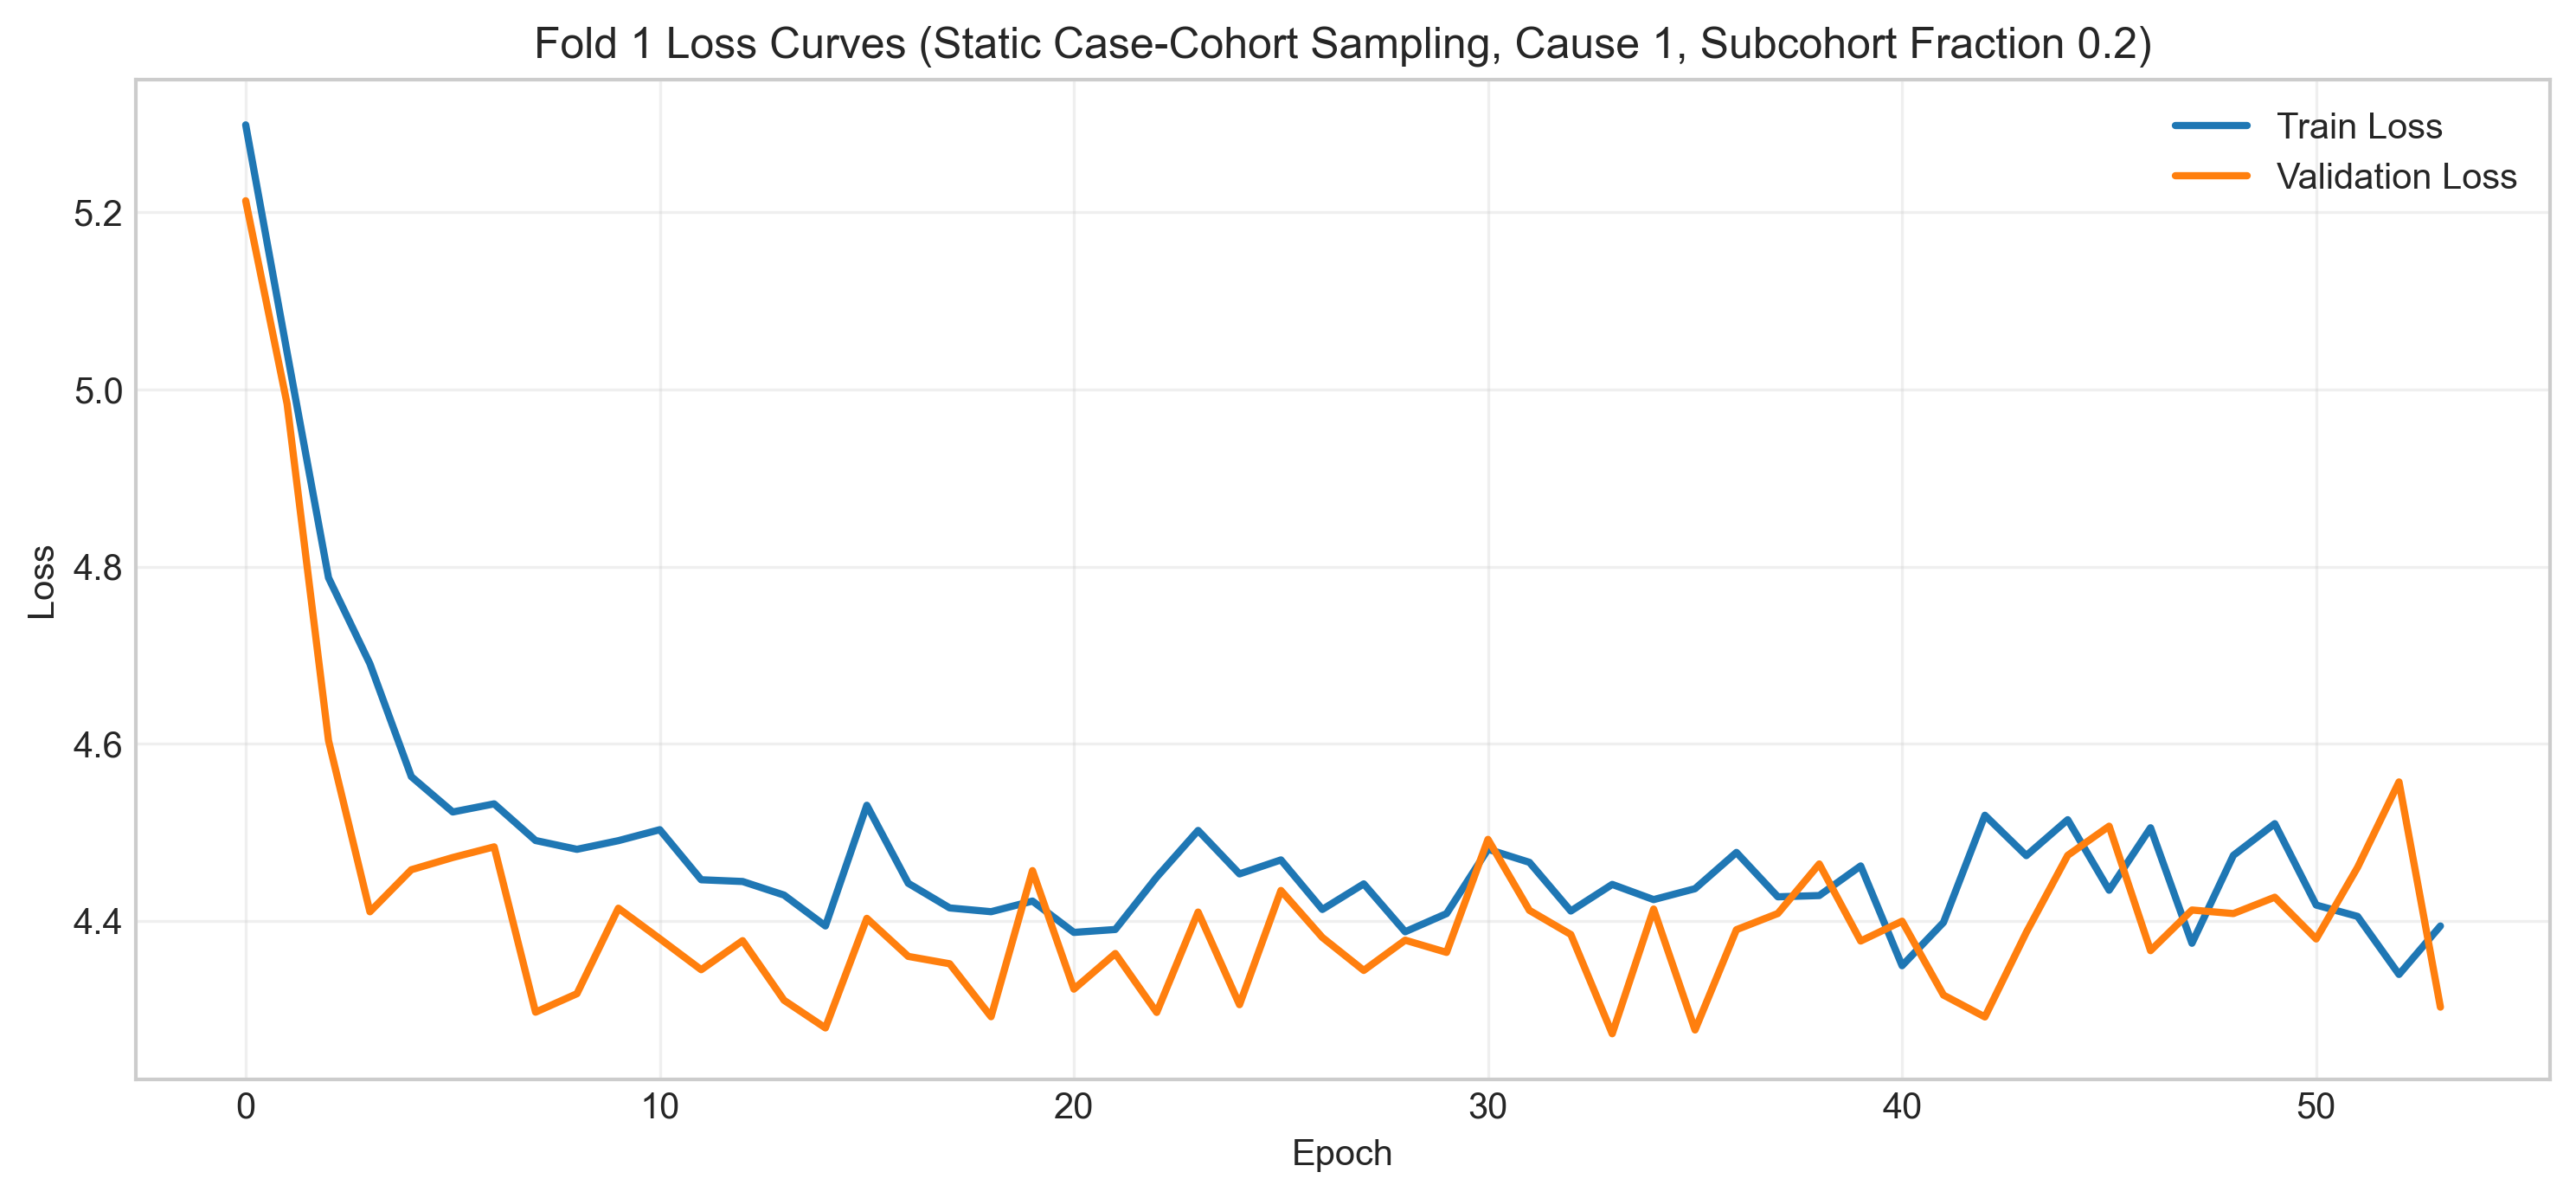 Fold 1 Loss Curves (Static Case-Cohort Sampling, Cause 1, Subcohort Fraction 0.2)
Train Loss
Validation Loss
Loss
5.2
5.0
4.8
4.6
4.4
0 10 20 30 40 50
Epoch